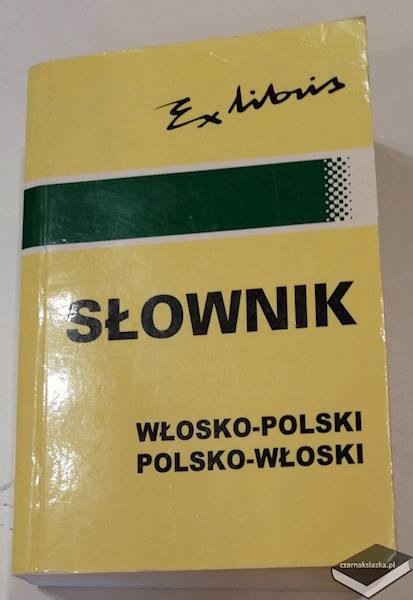 Ex libris
SŁOWNIK
WŁOSKO-POLSKI
POLSKO-WŁOSKI
czarnaksiazka.pl